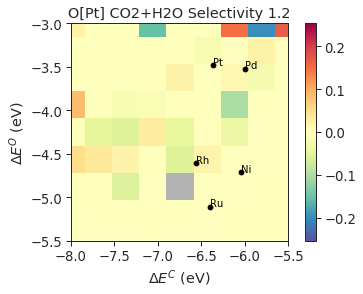 O[Pt] CO2+H2O Selectivity 1.2
−3.0
−3.5
−4.0
−4.5
−5.0
−5.5
ΔE^O (eV)
Pt
Pd
Rh
Ni
Ru
−8.0 −7.5 −7.0 −6.5 −6.0 −5.5
ΔE^C (eV)
0.2
0.1
0.0
−0.1
−0.2